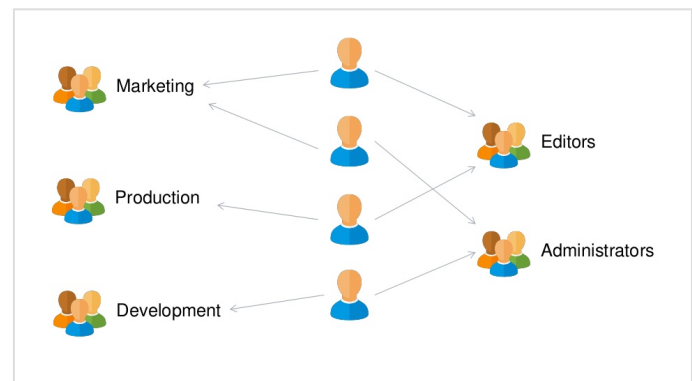 Marketing
Editors
Production
Administrators
Development